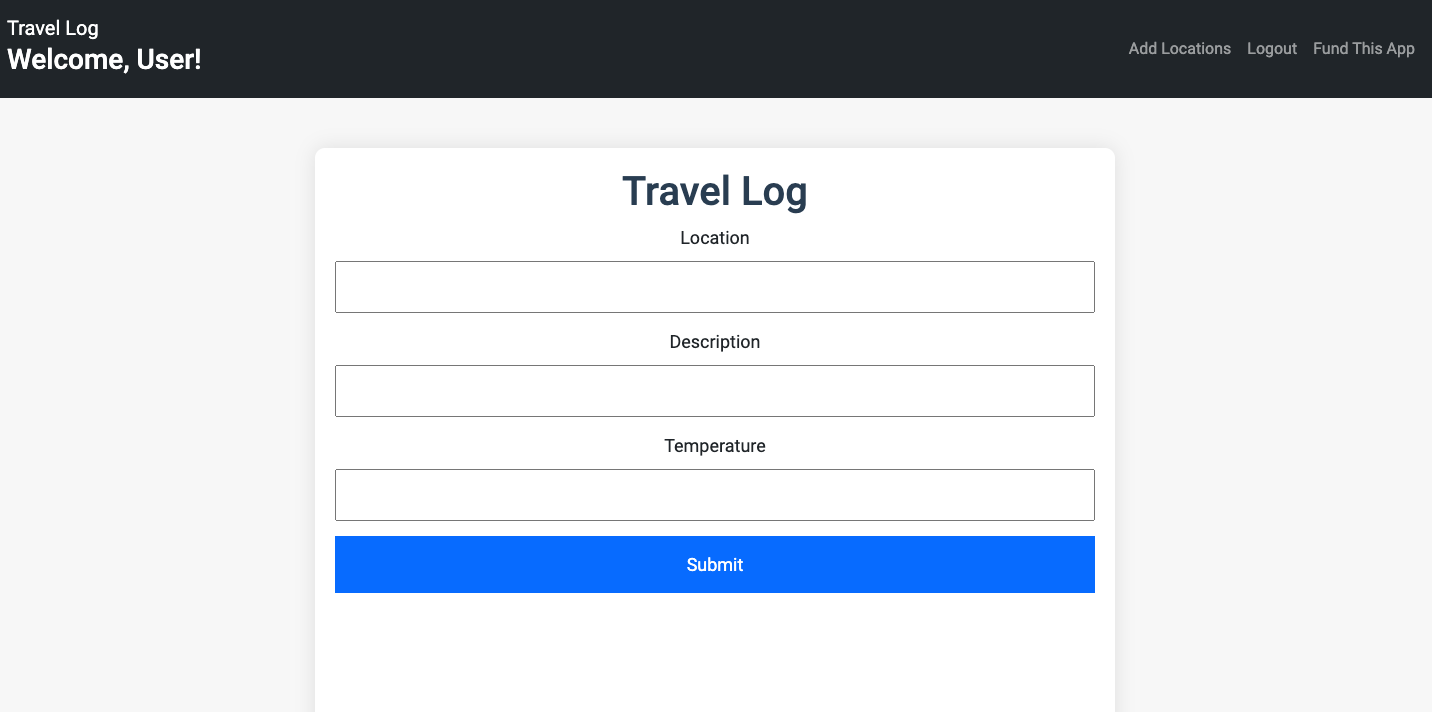 Travel Log
Welcome, User!
Add Locations Logout Fund This App
Travel Log
Location
Description
Temperature
Submit